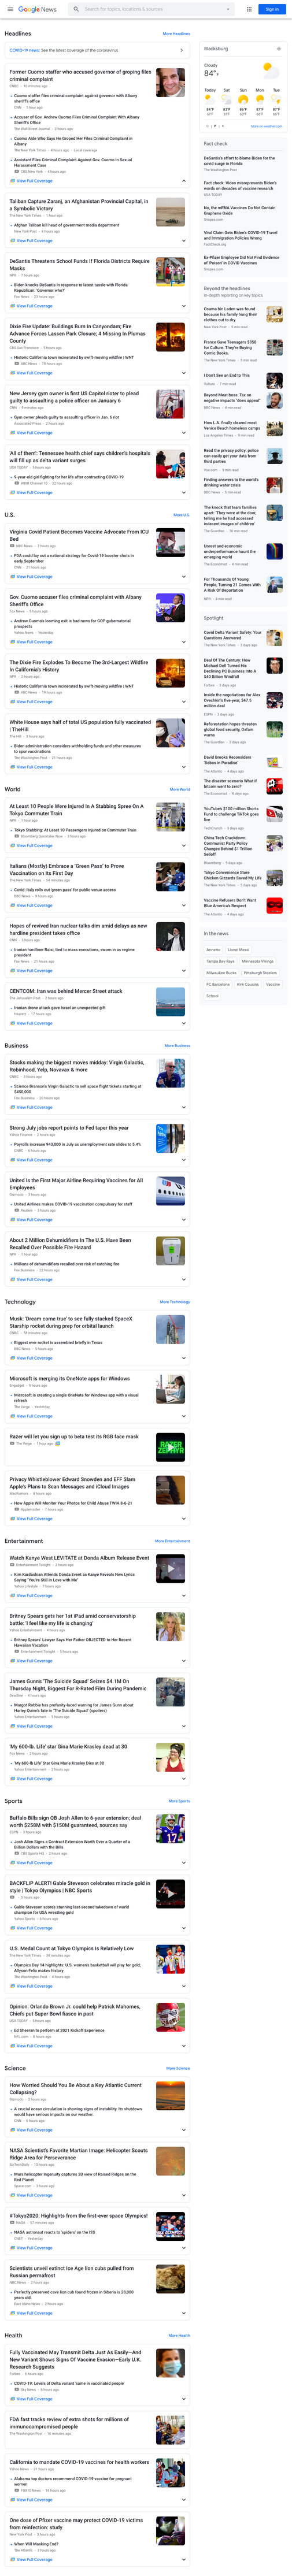 Google News
Search for topics, locations & sources
Sign in
Headlines
More Headlines
COVID-19 news: See the latest coverage of the coronavirus
Former Cuomo staffer who accused governor of groping files
criminal complaint
CNBC · 10 minutes ago
Cuomo staffer files criminal complaint against governor with Albany
sheriff's office
CNN · 1 hour ago
Accuser of Gov. Andrew Cuomo Files Criminal Complaint With Albany
Sheriff's Office
The Wall Street Journal · 2 hours ago
Cuomo Aide Who Says He Groped Her Files Criminal Complaint in
Albany
The New York Times · 4 hours ago · Local coverage
Assistant Files Criminal Complaint Against Gov. Cuomo in Sexual
Harassment Case
CBS New York · 4 hours ago
View Full Coverage
Taliban Capture Zaranj, an Afghanistan Provincial Capital, in
a Symbolic Victory
The New York Times · 1 hour ago
Afghan Taliban kill head of government media department
New York Post · 5 hours ago
View Full Coverage
DeSantis Threatens School Funds If Florida Districts Require
Masks
NPR · 7 hours ago
Biden knocks DeSantis in response to latest tussle with Florida
Republican: 'Governor who?'
Fox News · 23 hours ago
View Full Coverage
Dixie Fire Update: Buildings Burn In Canyondam; Fire
Advance Forces Lassen Park Closure; 4 Missing In Plumas
County
CBS San Francisco · 5 hours ago
Historic California town incinerated by swift-moving wildfire | WNT
ABC News · 19 hours ago
View Full Coverage
New Jersey gym owner is first US Capitol rioter to plead
guilty to assaulting a police officer on January 6
CNN · 9 minutes ago
Gym owner pleads guilty to assaulting officer in Jan. 6 riot
Associated Press · 2 hours ago
View Full Coverage
'All of them': Tennessee health chief says children's hospitals
will fill up as delta variant surges
USA TODAY · 5 hours ago
9-year-old girl fighting for her life after contracting COVID-19
WSMV Channel 13 · 22 hours ago
View Full Coverage
U.S.
More U.S.
Virginia Covid Patient Becomes Vaccine Advocate From ICU
Bed
NBC News · 7 hours ago
FDA could lay out a national strategy for Covid-19 booster shots in
early September
CNN · 21 hours ago
View Full Coverage
Gov. Cuomo accuser files criminal complaint with Albany
Sheriff's Office
Fox News · 5 hours ago
Andrew Cuomo's looming exit is bad news for GOP gubernatorial
prospects
Yahoo News · Yesterday
View Full Coverage
The Dixie Fire Explodes To Become The 3rd-Largest Wildfire
In California's History
NPR · 3 hours ago
Historic California town incinerated by swift-moving wildfire | WNT
ABC News · 19 hours ago
View Full Coverage
White House says half of total US population fully vaccinated
| TheHill
The Hill · 5 hours ago
Biden administration considers withholding funds and other measures
to spur vaccinations
The Washington Post · 21 hours ago
View Full Coverage
World
More World
At Least 10 People Were Injured In A Stabbing Spree On A
Tokyo Commuter Train
NPR · 1 hour ago
Tokyo Stabbing: At Least 10 Passengers Injured on Commuter Train
Bloomberg Quicktake: Now · 5 hours ago
View Full Coverage
Italians (Mostly) Embrace a 'Green Pass' to Prove
Vaccination on Its First Day
The New York Times · 54 minutes ago
Covid: Italy rolls out 'green pass' for public venue access
BBC News · 9 hours ago
View Full Coverage
Hopes of revived Iran nuclear talks dim amid delays as new
hardline president takes office
CNN · 3 hours ago
Iranian hardliner Raisi, tied to mass executions, sworn in as regime
president
Fox News · 21 hours ago
View Full Coverage
CENTCOM: Iran was behind Mercer Street attack
The Jerusalem Post · 2 hours ago
Iranian drone attack gave Israel an unexpected gift
Haaretz · 17 hours ago
View Full Coverage
Business
More Business
Stocks making the biggest moves midday: Virgin Galactic,
Robinhood, Yelp, Novavax & more
CNBC · 3 hours ago
Science Branson's Virgin Galactic to sell space flight tickets starting at
$450,000
Fox Business · 20 hours ago
View Full Coverage
Strong July jobs report points to Fed taper this year
Yahoo Finance · 2 hours ago
Payrolls increase 943,000 in July as unemployment rate slides to 5.4%
CNBC · 6 hours ago
View Full Coverage
United Is the First Major Airline Requiring Vaccines for All
Employees
Gizmodo · 3 hours ago
United Airlines makes COVID-19 vaccination compulsory for staff
Reuters · 5 hours ago
View Full Coverage
About 2 Million Dehumidifiers In The U.S. Have Been
Recalled Over Possible Fire Hazard
NPR · 1 hour ago
Millions of dehumidifiers recalled over risk of catching fire
Fox Business · 22 hours ago
View Full Coverage
Technology
More Technology
Musk: 'Dream come true' to see fully stacked SpaceX
Starship rocket during prep for orbital launch
CNBC · 59 minutes ago
Biggest ever rocket is assembled briefly in Texas
BBC News · 5 hours ago
View Full Coverage
Microsoft is merging its OneNote apps for Windows
Engadget · 5 hours ago
Microsoft is creating a single OneNote for Windows app with a visual
refresh
The Verge · Yesterday
View Full Coverage
Razer will let you sign up to beta test its RGB face mask
The Verge · 1 hour ago
RAZER
ZEPHYR
Privacy Whistleblower Edward Snowden and EFF Slam
Apple's Plans to Scan Messages and iCloud Images
MacRumors · 8 hours ago
How Apple Will Monitor Your Photos for Child Abuse TWiA 8-6-21
AppleInsider · 7 hours ago
View Full Coverage
Entertainment
More Entertainment
Watch Kanye West LEVITATE at Donda Album Release Event
Entertainment Tonight · 2 hours ago
Kim Kardashian Attends Donda Event as Kanye Reveals New Lyrics
Saying "You're Still in Love with Me"
Yahoo Lifestyle · 7 hours ago
View Full Coverage
Britney Spears gets her 1st iPad amid conservatorship
battle: 'I feel like my life is changing'
Yahoo Entertainment · 4 hours ago
Britney Spears' Lawyer Says Her Father OBJECTED to Her Recent
Hawaiian Vacation
Entertainment Tonight · 3 hours ago
View Full Coverage
James Gunn's 'The Suicide Squad' Seizes $4.1M On
Thursday Night, Biggest For R-Rated Film During Pandemic
Deadline · 4 hours ago
Margot Robbie has profanity-laced warning for James Gunn about
Harley Quinn's fate in 'The Suicide Squad' (spoilers)
Yahoo Entertainment · 4 hours ago
View Full Coverage
'My 600-lb. Life' star Gina Marie Krasley dead at 30
Fox News · 2 hours ago
'My 600-lb Life' Star Gina Marie Krasley Dies at 30
Yahoo Entertainment · 2 hours ago
View Full Coverage
Sports
More Sports
Buffalo Bills sign QB Josh Allen to 6-year extension; deal
worth $258M with $150M guaranteed, sources say
ESPN · 3 hours ago
Josh Allen Signs a Contract Extension Worth Over a Quarter of a
Billion Dollars with the Bills
CBS Sports HQ · 2 hours ago
View Full Coverage
BACKFLIP ALERT! Gable Steveson celebrates miracle gold in
style | Tokyo Olympics | NBC Sports
5 hours ago
Gable Steveson scores stunning last-second takedown of world
champion for USA wrestling gold
Yahoo Sports · 6 hours ago
View Full Coverage
U.S. Medal Count at Tokyo Olympics Is Relatively Low
The New York Times · 34 minutes ago
Olympics Day 14 highlights: U.S. women's basketball will play for gold;
Allyson Felix makes history
The Washington Post · 4 hours ago
View Full Coverage
Opinion: Orlando Brown Jr. could help Patrick Mahomes,
Chiefs put Super Bowl fiasco in past
USA TODAY · 5 hours ago
Ed Sheeran to perform at 2021 Kickoff Experience
NFL.com · 6 hours ago
View Full Coverage
Science
More Science
How Worried Should You Be About a Key Atlantic Current
Collapsing?
Gizmodo · 2 hours ago
A crucial ocean circulation is showing signs of instability. Its shutdown
would have serious impacts on our weather.
CNN · 6 hours ago
View Full Coverage
NASA Scientist's Favorite Martian Image: Helicopter Scouts
Ridge Area for Perseverance
SciTechDaily · 10 hours ago
Mars helicopter Ingenuity captures 3D view of Raised Ridges on the
Red Planet
Space.com · 5 hours ago
View Full Coverage
#Tokyo2020: Highlights from the first-ever space Olympics!
NASA · 57 minutes ago
NASA astronaut reacts to 'spiders' on the ISS
CNET · Yesterday
View Full Coverage
Scientists unveil extinct Ice Age lion cubs pulled from
Russian permafrost
NBC News · 2 hours ago
Perfectly preserved cave lion cub found frozen in Siberia is 28,000
years old.
East Idaho News · 2 hours ago
View Full Coverage
Health
More Health
Fully Vaccinated May Transmit Delta Just As Easily—And
New Variant Shows Signs Of Vaccine Evasion—Early U.K.
Research Suggests
Forbes · 6 hours ago
COVID-19: Levels of Delta variant 'same in vaccinated people'
Sky News · 9 hours ago
View Full Coverage
FDA fast tracks review of extra shots for millions of
immunocompromised people
The Washington Post · 10 minutes ago
California to mandate COVID-19 vaccines for health workers
Yahoo News · 21 hours ago
Alabama top doctors recommend COVID-19 vaccine for pregnant
women
FOX10 News · 18 hours ago
View Full Coverage
One dose of Pfizer vaccine may protect COVID-19 victims
from reinfection: study
New York Post · 3 hours ago
When Will Masking End?
The Atlantic · 3 hours ago
View Full Coverage
Blacksburg
Cloudy
84°F
Today Sat Sun Mon Tue
C | F | K
More on weather.com
Fact check
DeSantis's effort to blame Biden for the
covid surge in Florida
The Washington Post
Fact check: Video misrepresents Biden's
words on decades of vaccine research
USA TODAY
No, the mRNA Vaccines Do Not Contain
Graphene Oxide
Snopes.com
Viral Claim Gets Biden's COVID-19 Travel
and Immigration Policies Wrong
FactCheck.org
Ex-Pfizer Employee Did Not Find Evidence
of 'Poison' in COVID Vaccines
Snopes.com
Beyond the headlines
In-depth reporting on key topics
Osama bin Laden was found
because his family hung their
clothes out to dry
New York Post · 5 min read
France Gave Teenagers $350
for Culture. They're Buying
Comic Books.
The New York Times · 5 min read
I Don't See an End to This
Vulture · 7 min read
Beyond Meat boss: Tax on
negative impacts "does appeal"
BBC News · 6 min read
How L.A. finally cleaned most
Venice Beach homeless camps
Los Angeles Times · 9 min read
Read the privacy policy: police
can easily get your data from
third parties
Vox.com · 8 min read
Finding answers to the world's
drinking water crisis
BBC News · 5 min read
The knock that tears families
apart: 'They were at the door,
telling me he had accessed
indecent images of children'
The Guardian · 10 min read
Unrest and economic
underperformance haunt the
emerging world
The Economist · 8 min read
For Thousands Of Young
People, Turning 21 Comes With
A Risk Of Deportation
NPR · 4 min read
Spotlight
Covid Delta Variant Safety: Your
Questions Answered
The New York Times · 3 days ago
Deal Of The Century: How
Michael Dell Turned His
Declining PC Business Into A
$40 Billion Windfall
Forbes · 2 days ago
Inside the negotiations for Alex
Ovechkin's five-year, $47.5
million deal
ESPN · 3 days ago
Reforestation hopes threaten
global food security, Oxfam
warns
The Guardian · 3 days ago
David Brooks Reconsiders
'Bobos in Paradise'
The Atlantic · 4 days ago
The disaster scenario What if
bitcoin went to zero?
The Economist · 3 days ago
YouTube's $100 million Shorts
Fund to challenge TikTok goes
live
TechCrunch · 3 days ago
China Tech Crackdown:
Communist Party Policy
Changes Behind $1 Trillion
Selloff
Bloomberg · 3 days ago
Tokyo Convenience Store
Chicken Gizzards Saved My Life
The New York Times · 3 days ago
Vaccine Refusers Don't Want
Blue America's Respect
The Atlantic · 4 days ago
In the news
Annette
Lionel Messi
Tampa Bay Rays
Minnesota Vikings
Milwaukee Bucks
Pittsburgh Steelers
FC Barcelona
Kirk Cousins
Vaccine
School